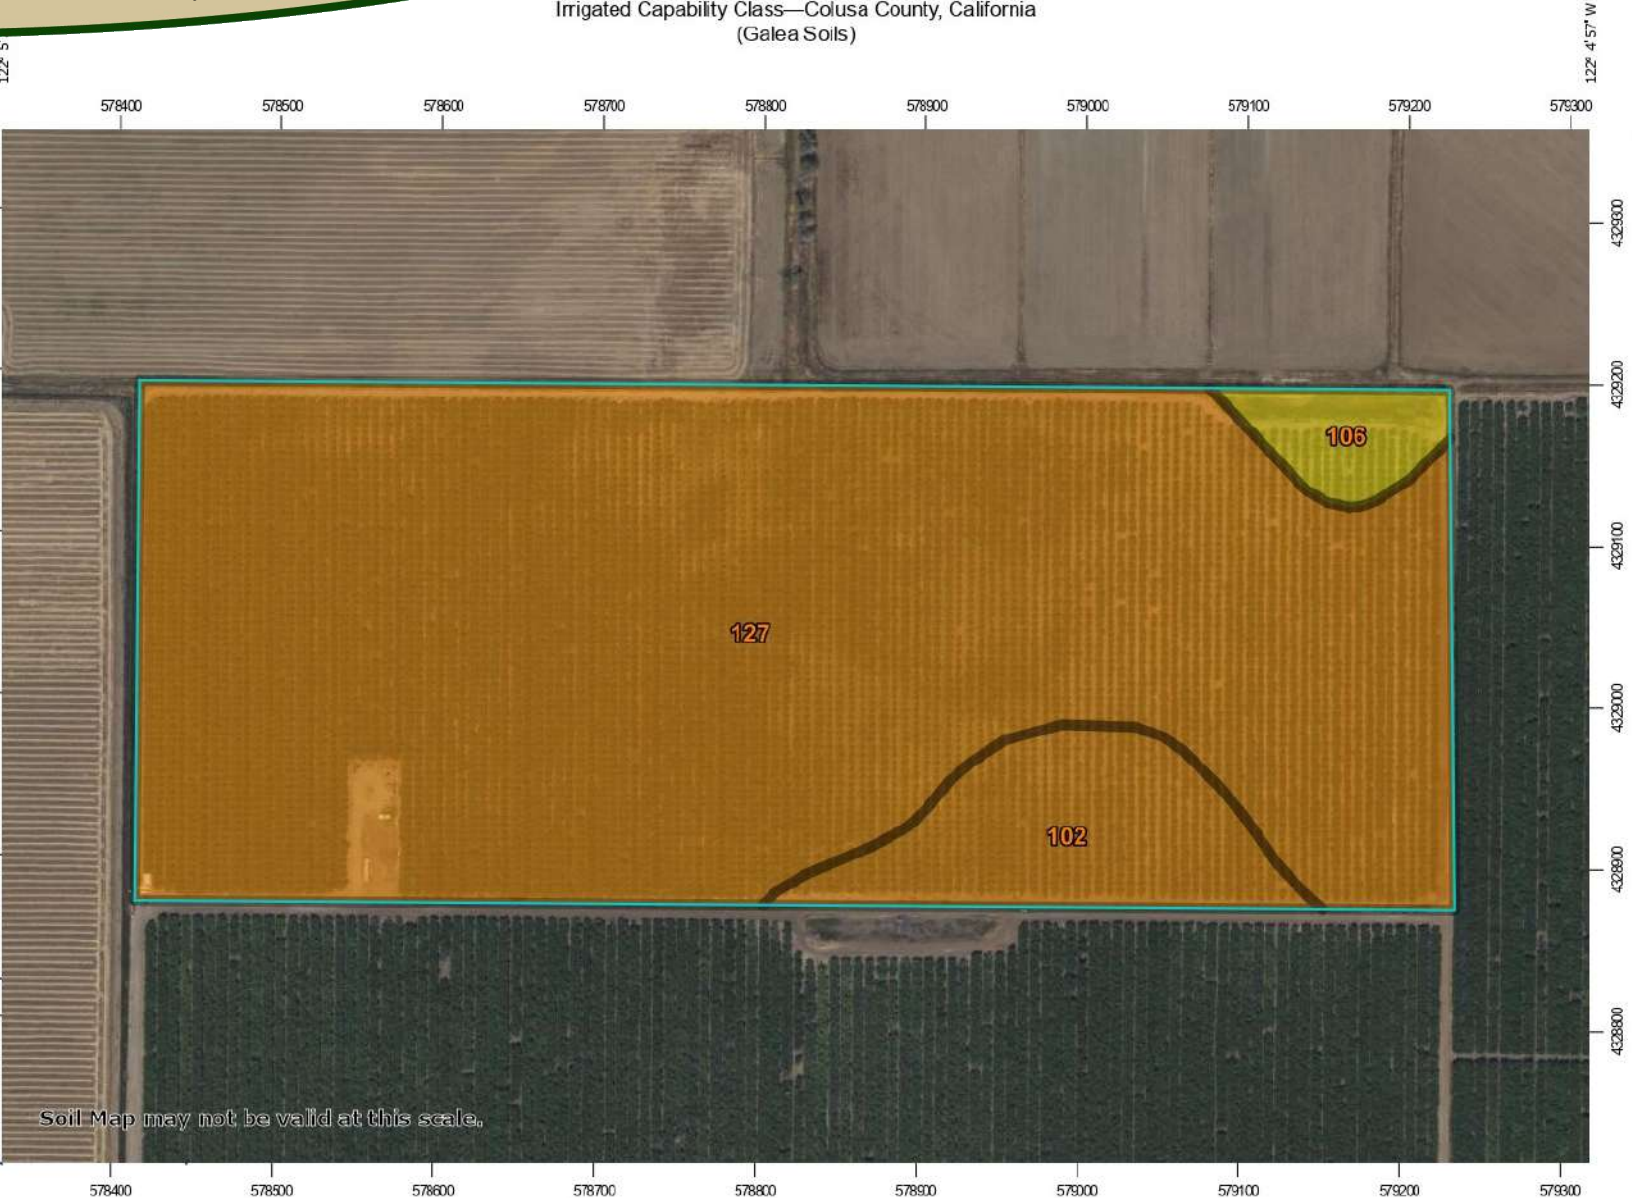 Irrigated Capability Class—Colusa County, California
(Galea Soils)
122° 4' 57" W
578400 578500 578600 578700 578800 578900 579000 579100 579200 579300
4329300
4329200
106
4329100
127
4329000
102
4328900
4328800
Soil Map may not be valid at this scale.
578400 578500 578600 578700 578800 578900 579000 579100 579200 579300